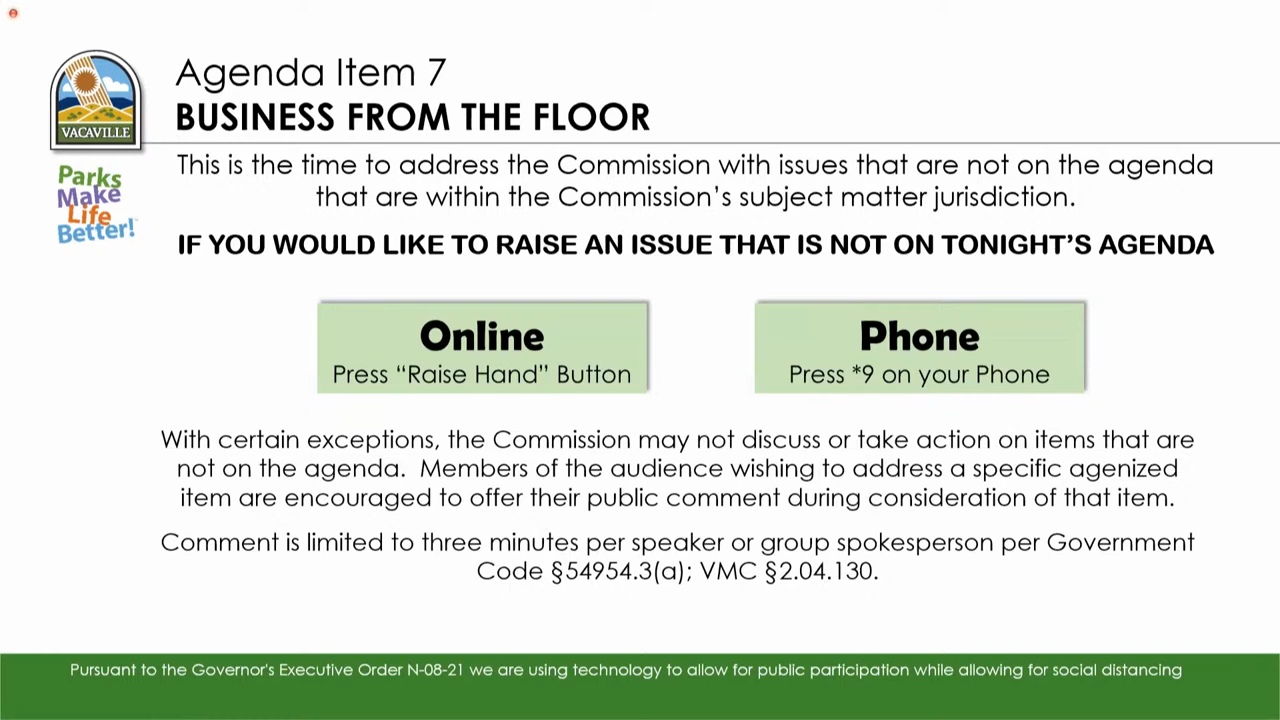 Agenda Item 7
BUSINESS FROM THE FLOOR
VACAVILLE
Parks
Make
Life
Better!
This is the time to address the Commission with issues that are not on the agenda
that are within the Commission's subject matter jurisdiction.
IF YOU WOULD LIKE TO RAISE AN ISSUE THAT IS NOT ON TONIGHT'S AGENDA
Online
Press “Raise Hand” Button
Phone
Press *9 on your Phone
With certain exceptions, the Commission may not discuss or take action on items that are
not on the agenda.  Members of the audience wishing to address a specific agenized
item are encouraged to offer their public comment during consideration of that item.
Comment is limited to three minutes per speaker or group spokesperson per Government
Code §54954.3(a); VMC §2.04.130.
Pursuant to the Governor's Executive Order N-08-21 we are using technology to allow for public participation while allowing for social distancing